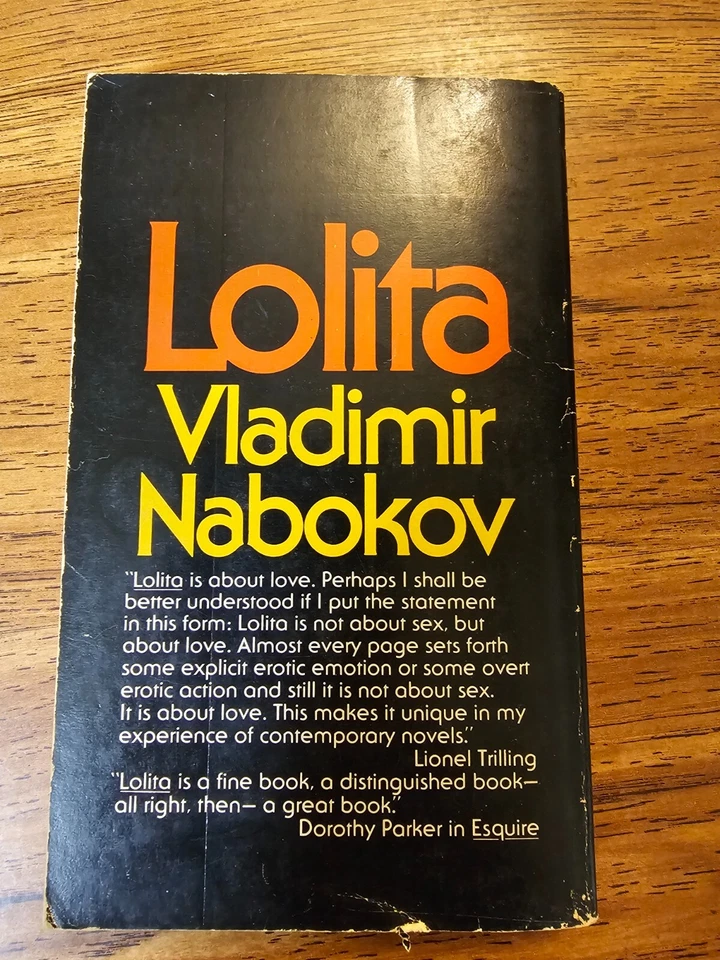 Lolita
Vladimir
Nabokov
"Lolita is about love. Perhaps I shall be
better understood if I put the statement
in this form: Lolita is not about sex, but
about love. Almost every page sets forth
some explicit erotic emotion or some overt
erotic action and still it is not about sex.
It is about love. This makes it unique in my
experience of contemporary novels."
Lionel Trilling
"Lolita is a fine book, a distinguished book—
all right, then— a great book."
Dorothy Parker in Esquire